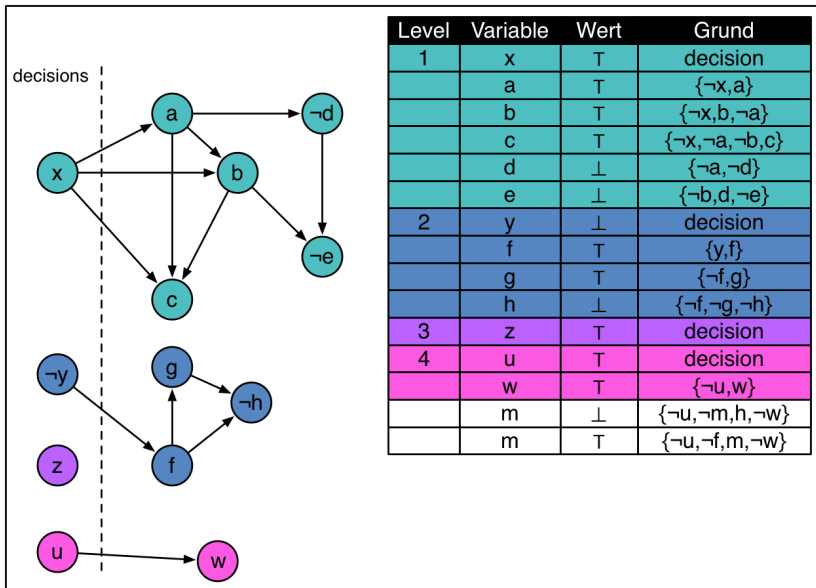 decisions
x
a
¬d
b
¬e
c
¬y
g
¬h
z
f
u
w
Level Variable Wert Grund
1 x ⊤ decision
a ⊤ {¬x,a}
b ⊤ {¬x,b,¬a}
c ⊤ {¬x,¬a,¬b,c}
d ⊥ {¬a,¬d}
e ⊥ {¬b,d,¬e}
2 y ⊥ decision
f ⊤ {y,f}
g ⊤ {¬f,g}
h ⊥ {¬f,¬g,¬h}
3 z ⊤ decision
4 u ⊤ decision
w ⊤ {¬u,w}
m ⊥ {¬u,¬m,h,¬w}
m ⊤ {¬u,¬f,m,¬w}